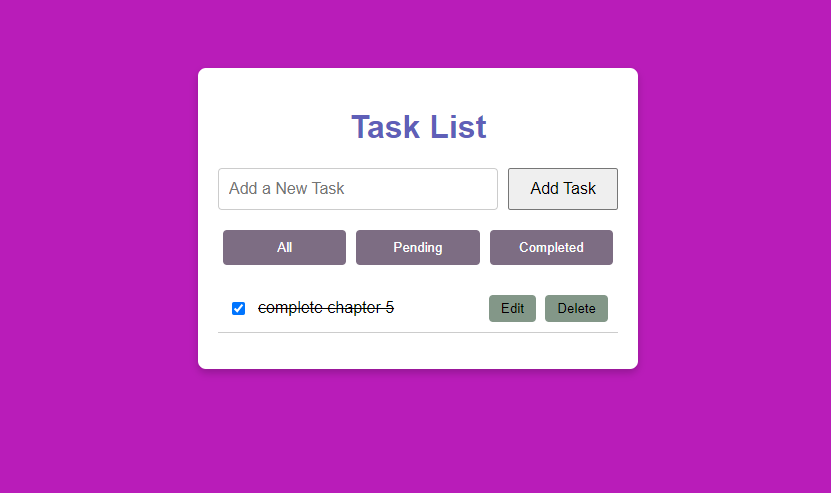 Task List
Add a New Task Add Task
All Pending Completed
complete chapter 5 Edit Delete